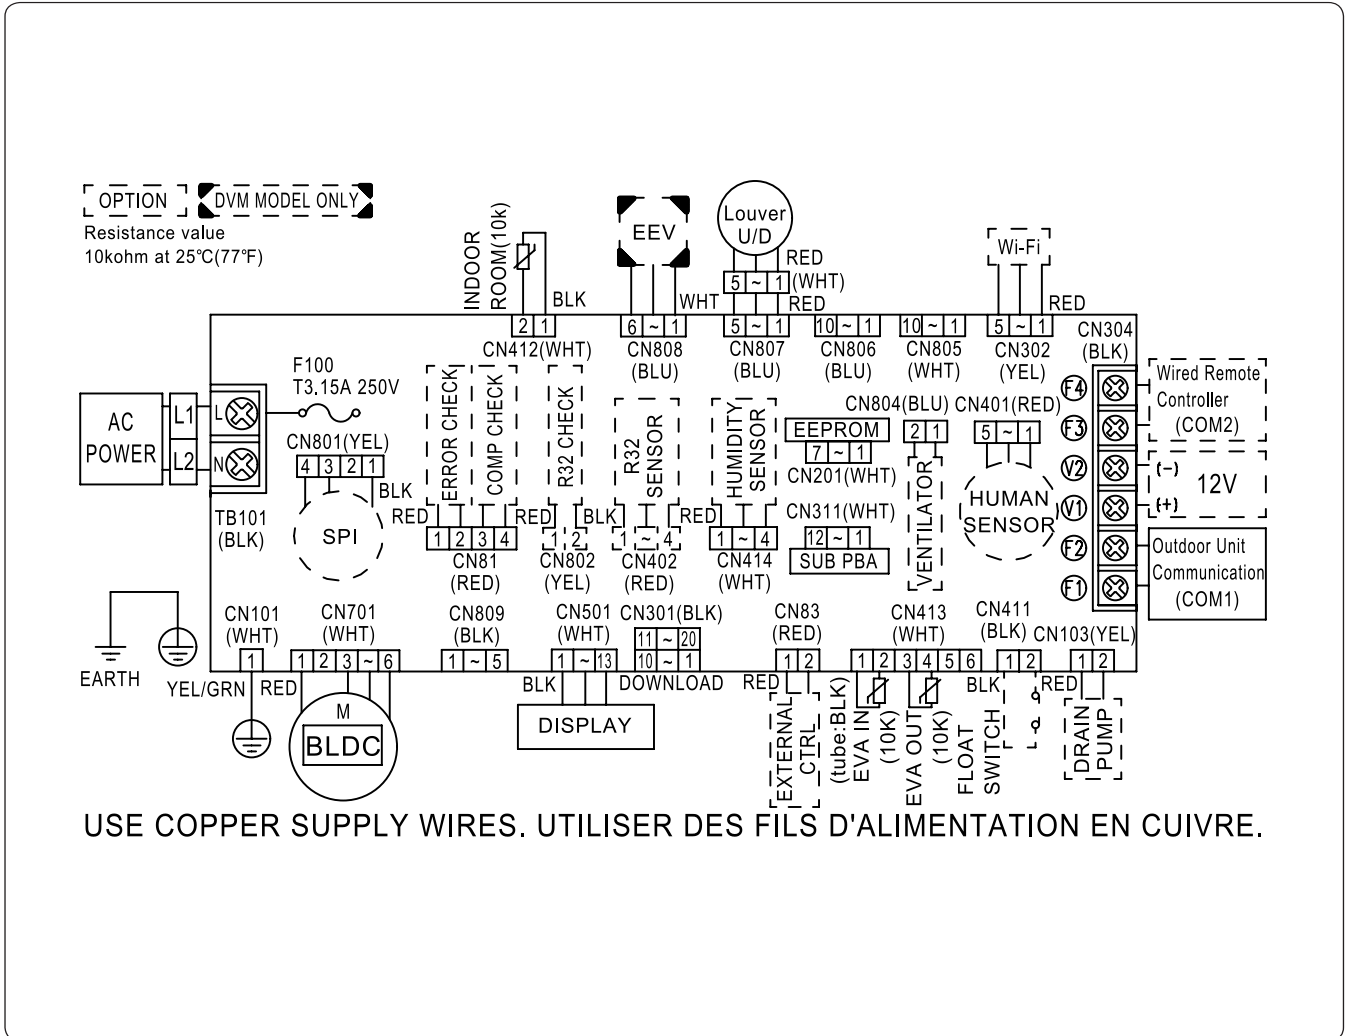 OPTION
DVM MODEL ONLY
Resistance value
10kohm at 25℃(77℉)
INDOOR
ROOM(10k)
BLK
2 1
CN412(WHT)
EEV
WHT
6 ~ 1
CN808
(BLU)
Louver
U/D
RED
5 ~ 1 (WHT)
RED
5 ~ 1
CN807
(BLU)
10 ~ 1
CN806
(BLU)
10 ~ 1
CN805
(WHT)
Wi-Fi
RED
5 ~ 1
CN302
(YEL)
CN304
(BLK)
AC
POWER
L1
L2
L
N
TB101
(BLK)
F100
T3.15A 250V
CN801(YEL)
4 3 2 1
BLK
SPI
ERROR CHECK
COMP CHECK
RED
1 2 3 4
CN81
(RED)
R32 CHECK
RED
1 2
CN802
(YEL)
R32
SENSOR
BLK
1 ~ 4
CN402
(RED)
HUMIDITY
SENSOR
RED
1 ~ 4
CN414
(WHT)
EEPROM
7 ~ 1
CN201(WHT)
CN311(WHT)
12 ~ 1
SUB PBA
CN804(BLU)
2 1
VENTILATOR
CN401(RED)
5 ~ 1
HUMAN
SENSOR
F4
F3
V2
V1
F2
F1
Wired Remote
Controller
(COM2)
(-)
12V
(+)
Outdoor Unit
Communication
(COM1)
EARTH
CN101
(WHT)
1
YEL/GRN
CN701
(WHT)
1 2 3 ~ 6
RED
M
BLDC
CN809
(BLK)
1 ~ 5
CN501
(WHT)
1 ~ 13
BLK
DISPLAY
CN301(BLK)
11 ~ 20
10 ~ 1
DOWNLOAD
CN83
(RED)
1 2
RED
EXTERNAL
CTRL
CN413
(WHT)
1 2 3 4 5 6
(tube:BLK)
EVA IN
(10K)
EVA OUT
(10K)
FLOAT
SWITCH
CN411
(BLK)
1 2
BLK
CN103(YEL)
1 2
RED
DRAIN
PUMP
USE COPPER SUPPLY WIRES. UTILISER DES FILS D'ALIMENTATION EN CUIVRE.